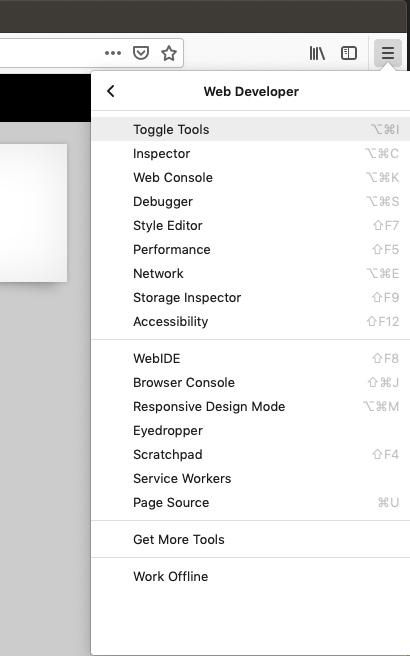 Web Developer
Toggle Tools ⌥⌘I
Inspector ⌥⌘C
Web Console ⌥⌘K
Debugger ⌥⌘S
Style Editor ⇧F7
Performance ⇧F5
Network ⌥⌘E
Storage Inspector ⇧F9
Accessibility ⇧F12
WebIDE ⇧F8
Browser Console ⇧⌘J
Responsive Design Mode ⌥⌘M
Eyedropper
Scratchpad ⇧F4
Service Workers
Page Source ⌘U
Get More Tools
Work Offline